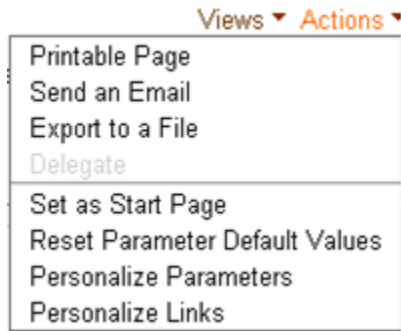 Views Actions
Printable Page
Send an Email
Export to a File
Delegate
Set as Start Page
Reset Parameter Default Values
Personalize Parameters
Personalize Links